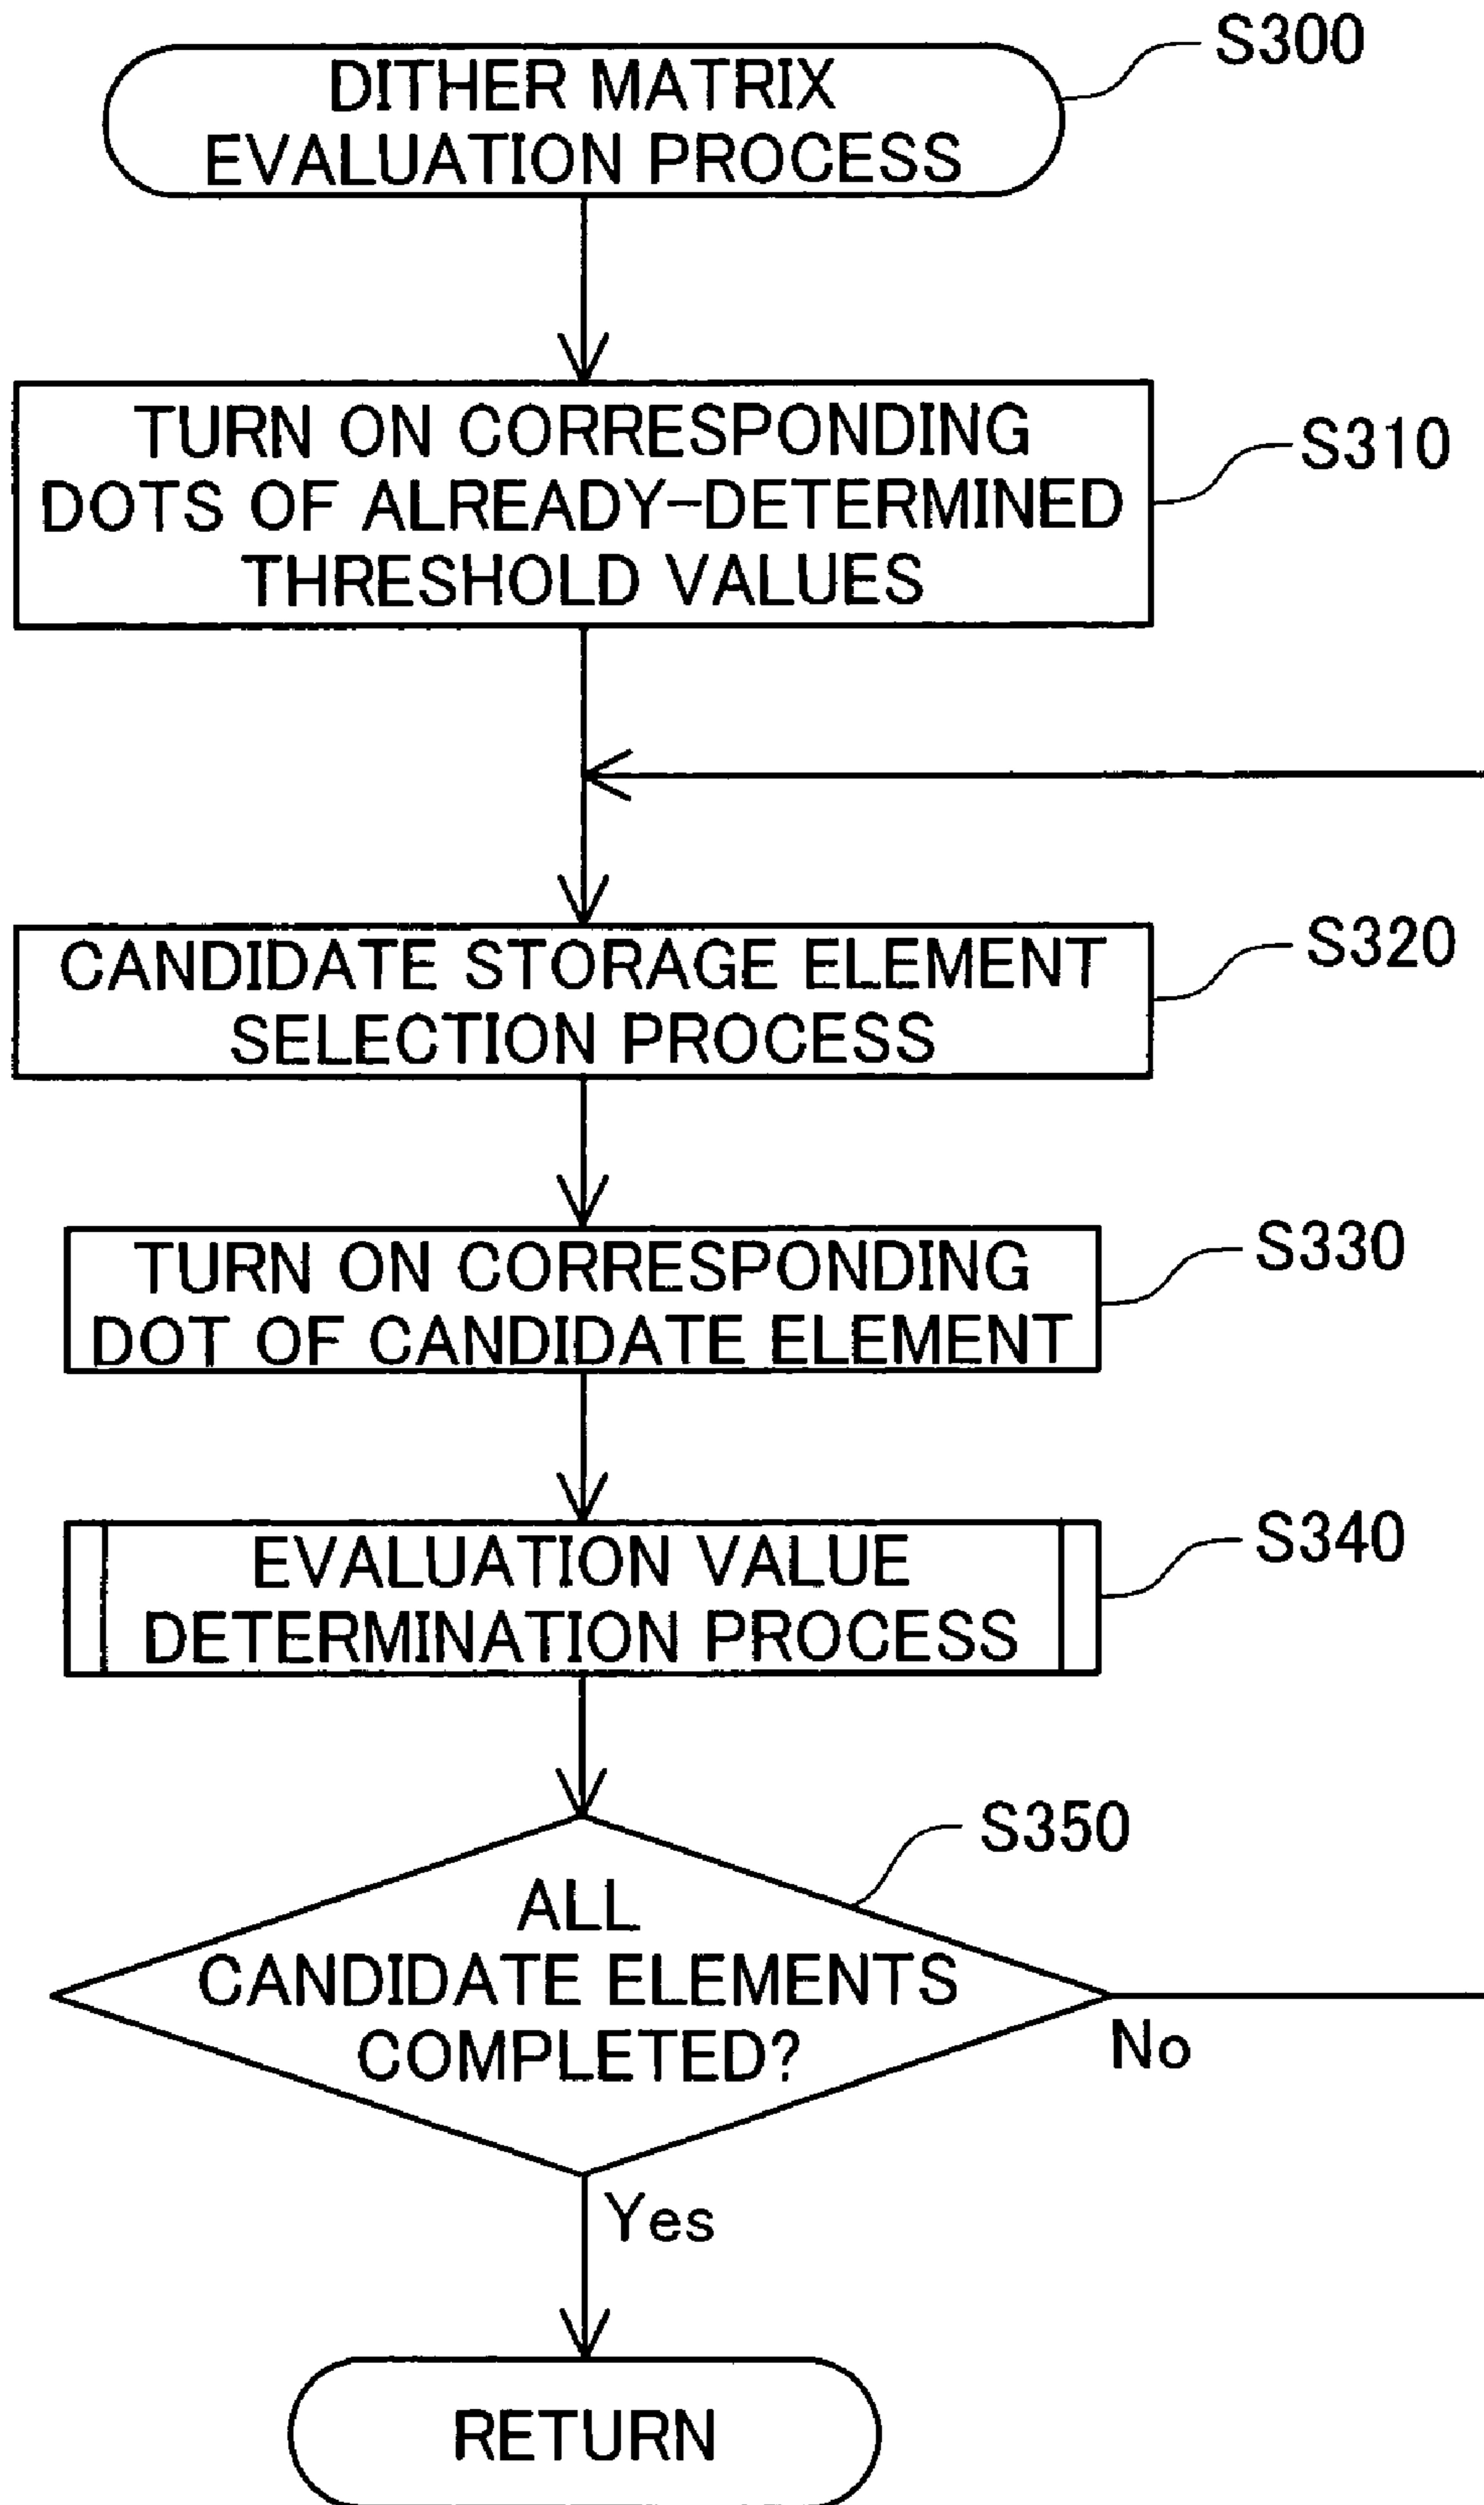 DITHER MATRIX
EVALUATION PROCESS
S300
TURN ON CORRESPONDING
DOTS OF ALREADY-DETERMINED
THRESHOLD VALUES
S310
CANDIDATE STORAGE ELEMENT
SELECTION PROCESS
S320
TURN ON CORRESPONDING
DOT OF CANDIDATE ELEMENT
S330
EVALUATION VALUE
DETERMINATION PROCESS
S340
S350
ALL
CANDIDATE ELEMENTS
COMPLETED?
No
Yes
RETURN